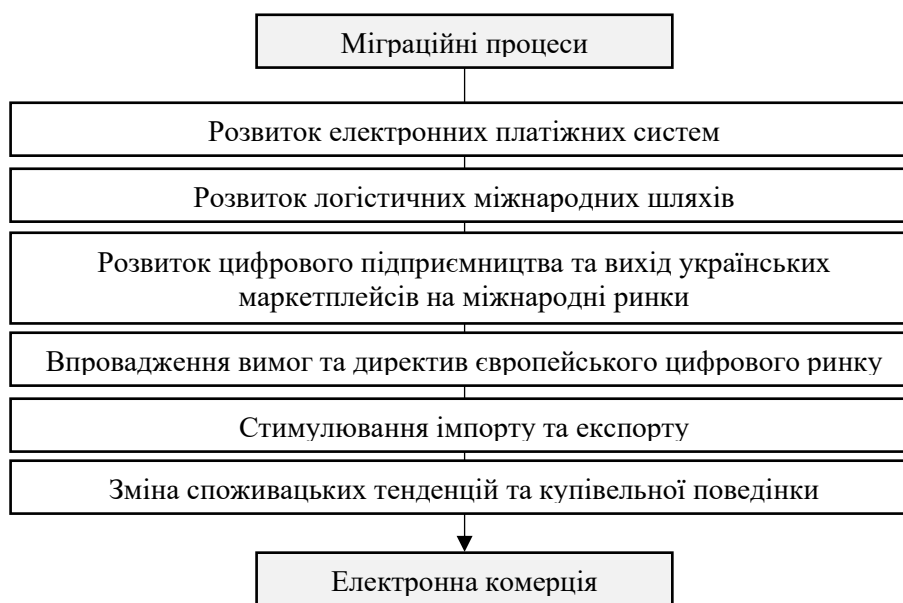 Міграційні процеси
Розвиток електронних платіжних систем
Розвиток логістичних міжнародних шляхів
Розвиток цифрового підприємництва та вихід українських
маркетплейсів на міжнародні ринки
Впровадження вимог та директив європейського цифрового ринку
Стимулювання імпорту та експорту
Зміна споживацьких тенденцій та купівельної поведінки
Електронна комерція